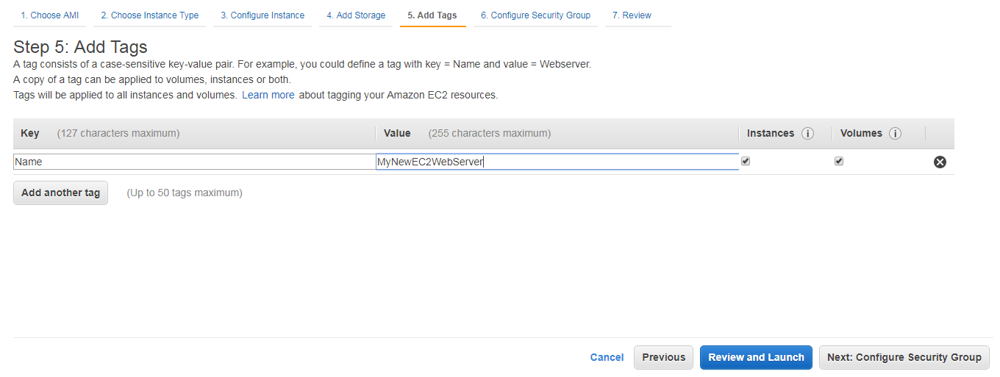 1. Choose AMI 2. Choose Instance Type 3. Configure Instance 4. Add Storage 5. Add Tags 6. Configure Security Group 7. Review
Step 5: Add Tags
A tag consists of a case-sensitive key-value pair. For example, you could define a tag with key = Name and value = Webserver.
A copy of a tag can be applied to volumes, instances or both.
Tags will be applied to all instances and volumes. Learn more about tagging your Amazon EC2 resources.
Key (127 characters maximum) Value (255 characters maximum) Instances i Volumes i
Name MyNewEC2WebServer
Add another tag (Up to 50 tags maximum)
Cancel Previous Review and Launch Next: Configure Security Group